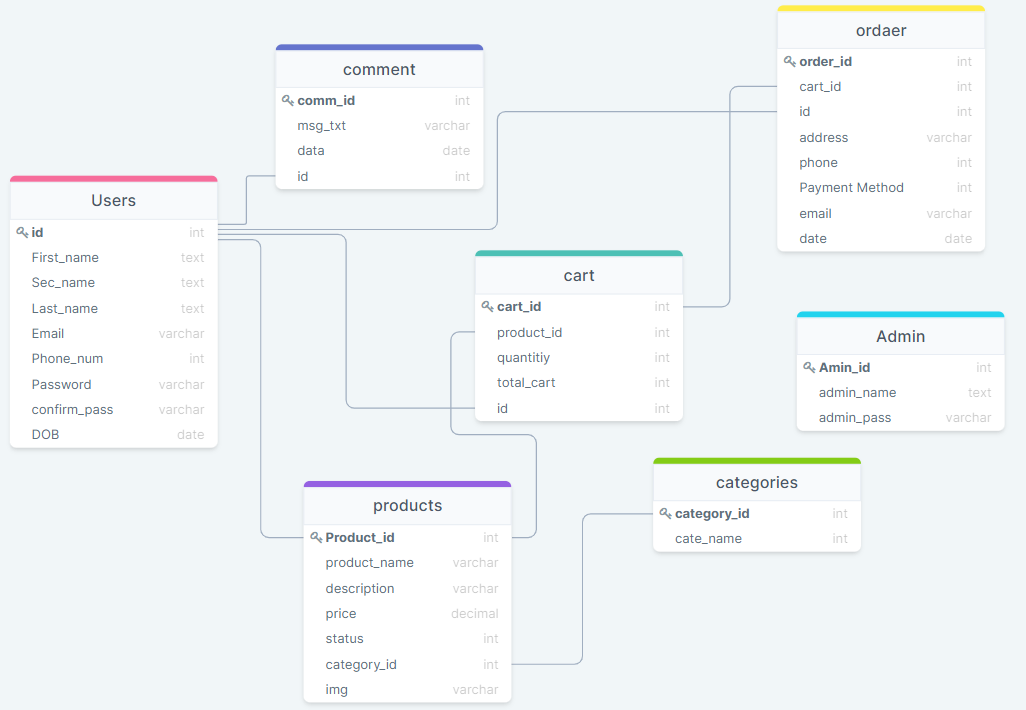 ordaer
order_id int
cart_id int
id int
address varchar
phone int
Payment Method int
email varchar
date date
comment
comm_id int
msg_txt varchar
data date
id int
Users
id int
First_name text
Sec_name text
Last_name text
Email varchar
Phone_num int
Password varchar
confirm_pass varchar
DOB date
cart
cart_id int
product_id int
quantitiy int
total_cart int
id int
Admin
Amin_id int
admin_name text
admin_pass varchar
categories
category_id int
cate_name int
products
Product_id int
product_name varchar
description varchar
price decimal
status int
category_id int
img varchar